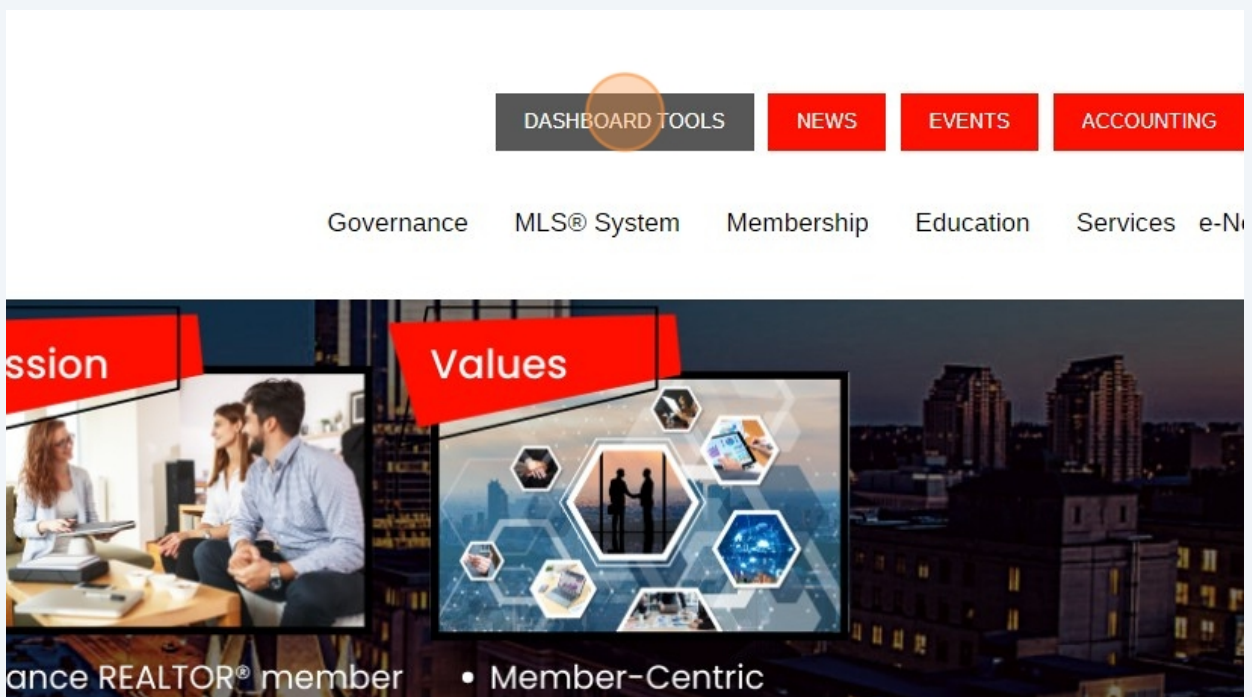 DASHBOARD TOOLS NEWS EVENTS ACCOUNTING
Governance MLS® System Membership Education Services e-N
ssion
Values
ance REALTOR® member
• Member-Centric